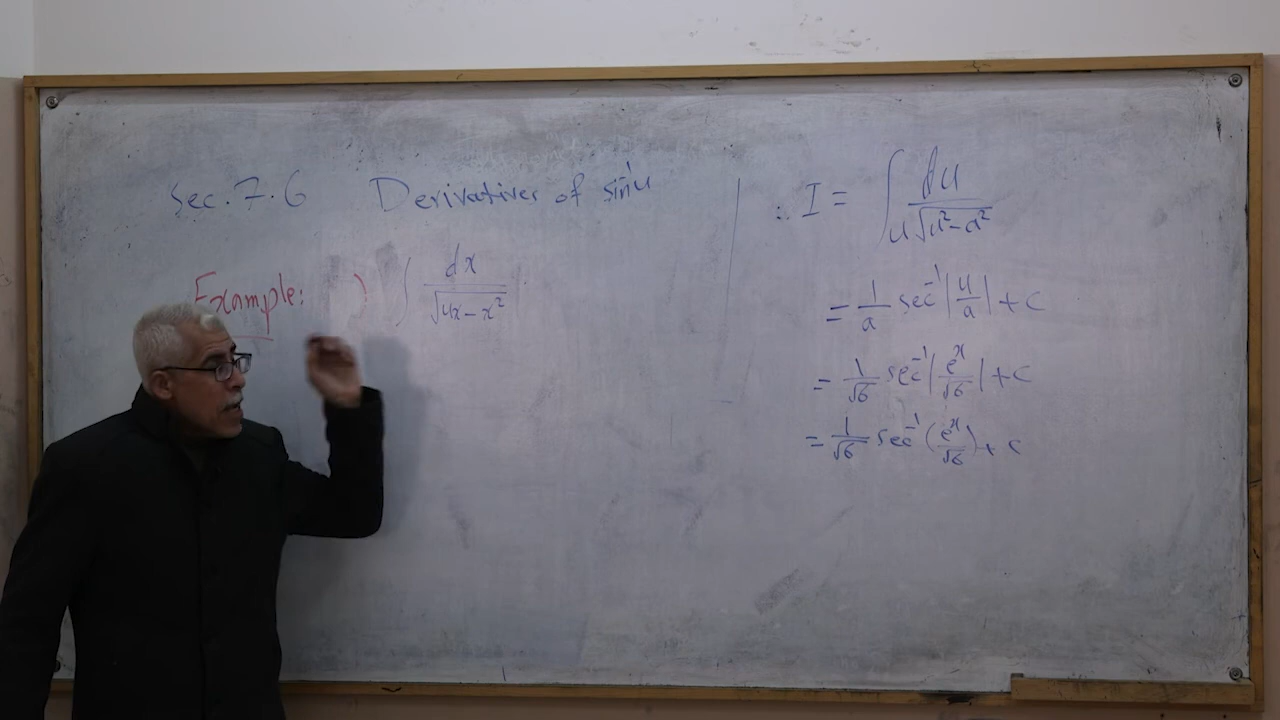 Sec. 7.6 Derivatives of sin⁻¹u
Example: ) ∫ dx / √(4x − x²)
∴ I = ∫ du / (u√(u² − a²))
= 1/a sec⁻¹ |u/a| + c
= 1/√6 sec⁻¹ |eˣ/√6| + c
= 1/√6 sec⁻¹ (eˣ/√6) + c